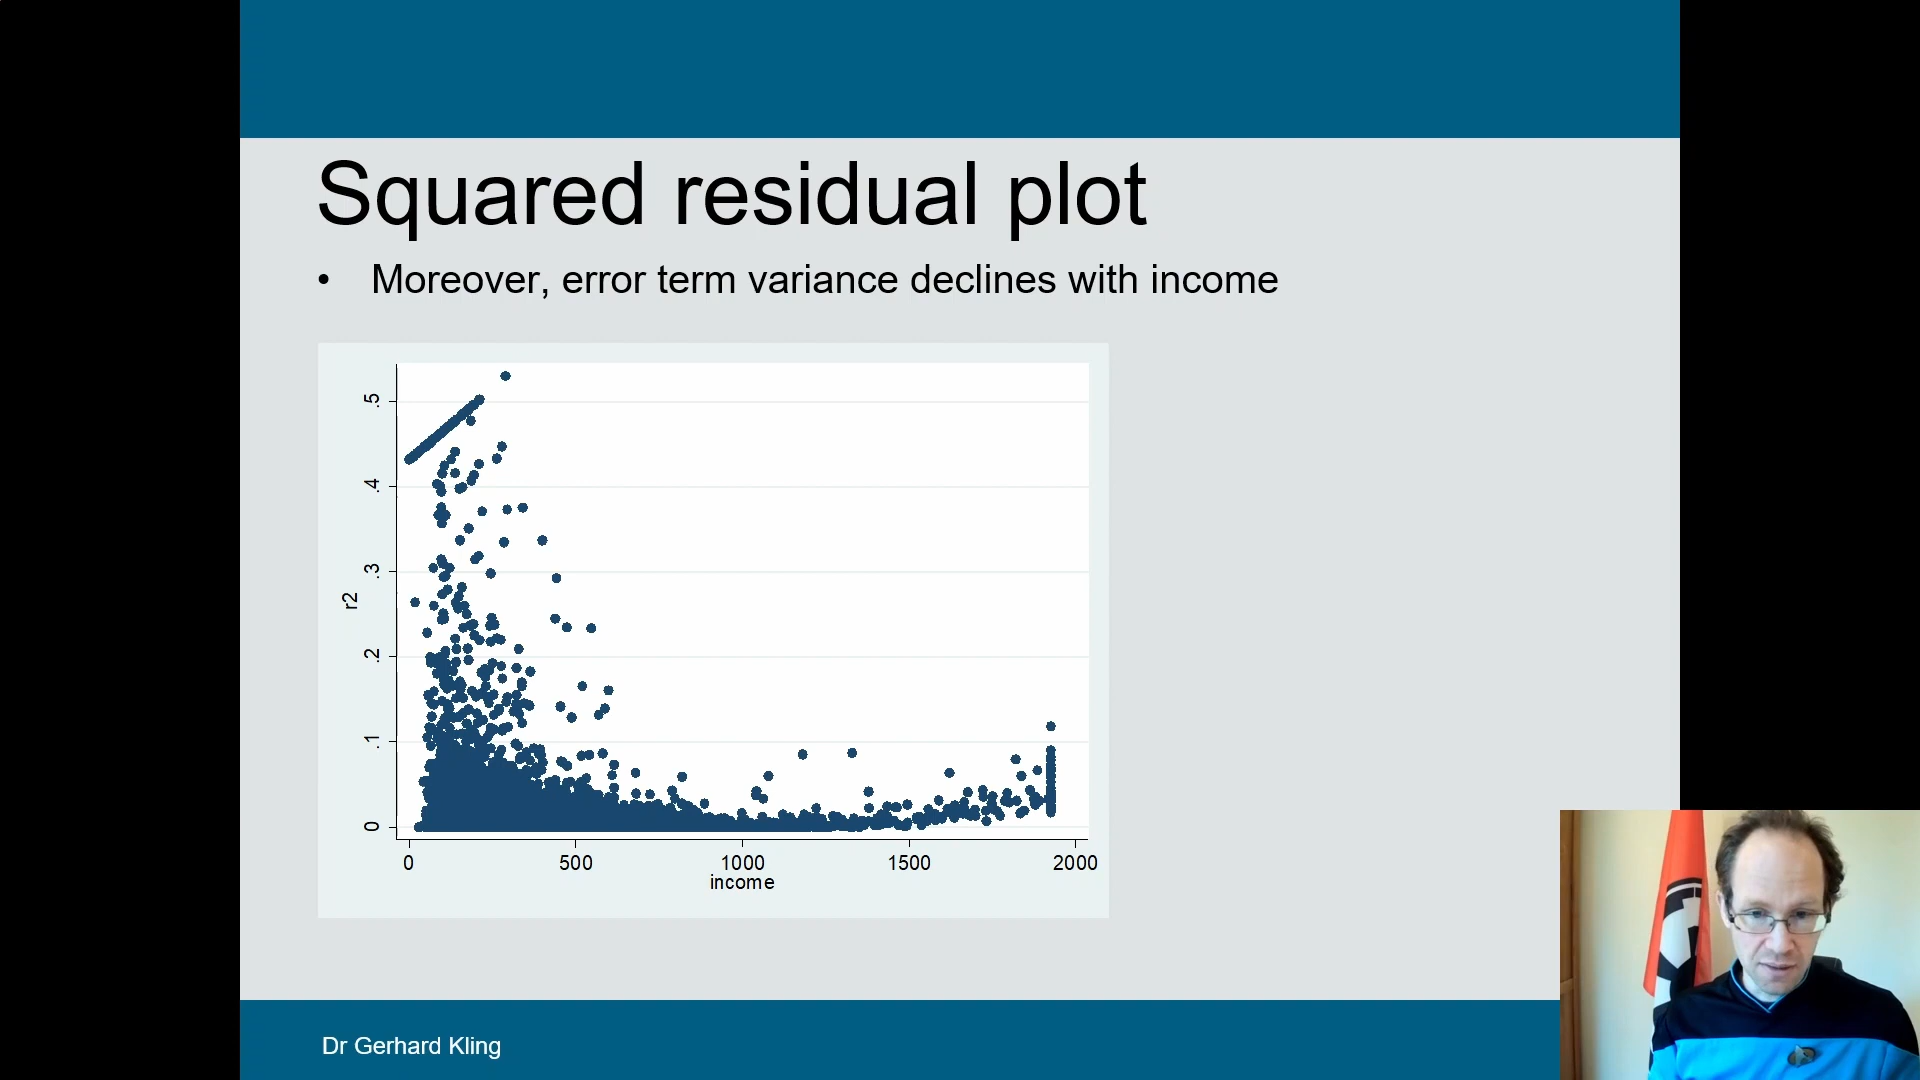 Squared residual plot
• Moreover, error term variance declines with income
.5
.4
.3
.2
.1
0
r2
0 500 1000 1500 2000
income
Dr Gerhard Kling